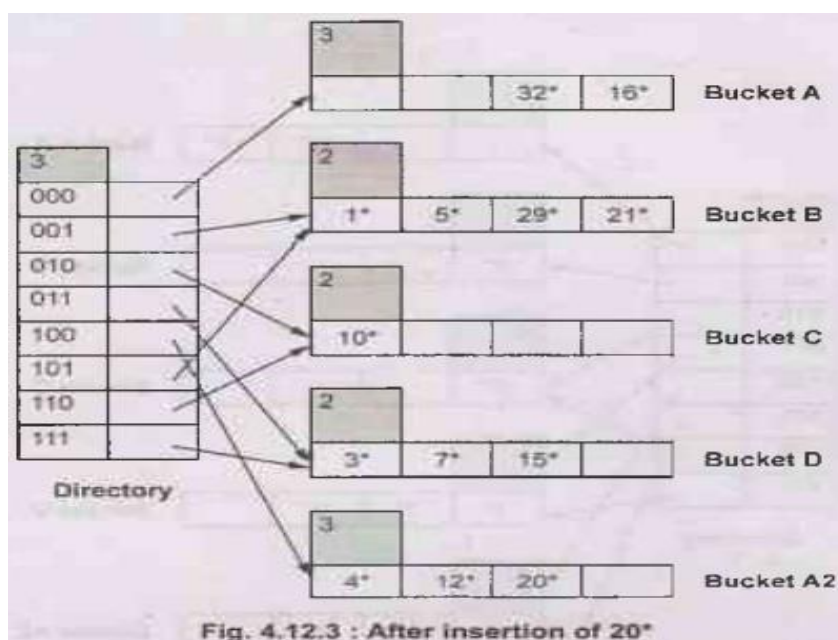 3
32* 16* Bucket A
2
1* 5* 29* 21* Bucket B
2
10* Bucket C
2
3* 7* 15* Bucket D
3
4* 12* 20* Bucket A2
3
000
001
010
011
100
101
110
111
Directory
Fig. 4.12.3 : After insertion of 20*